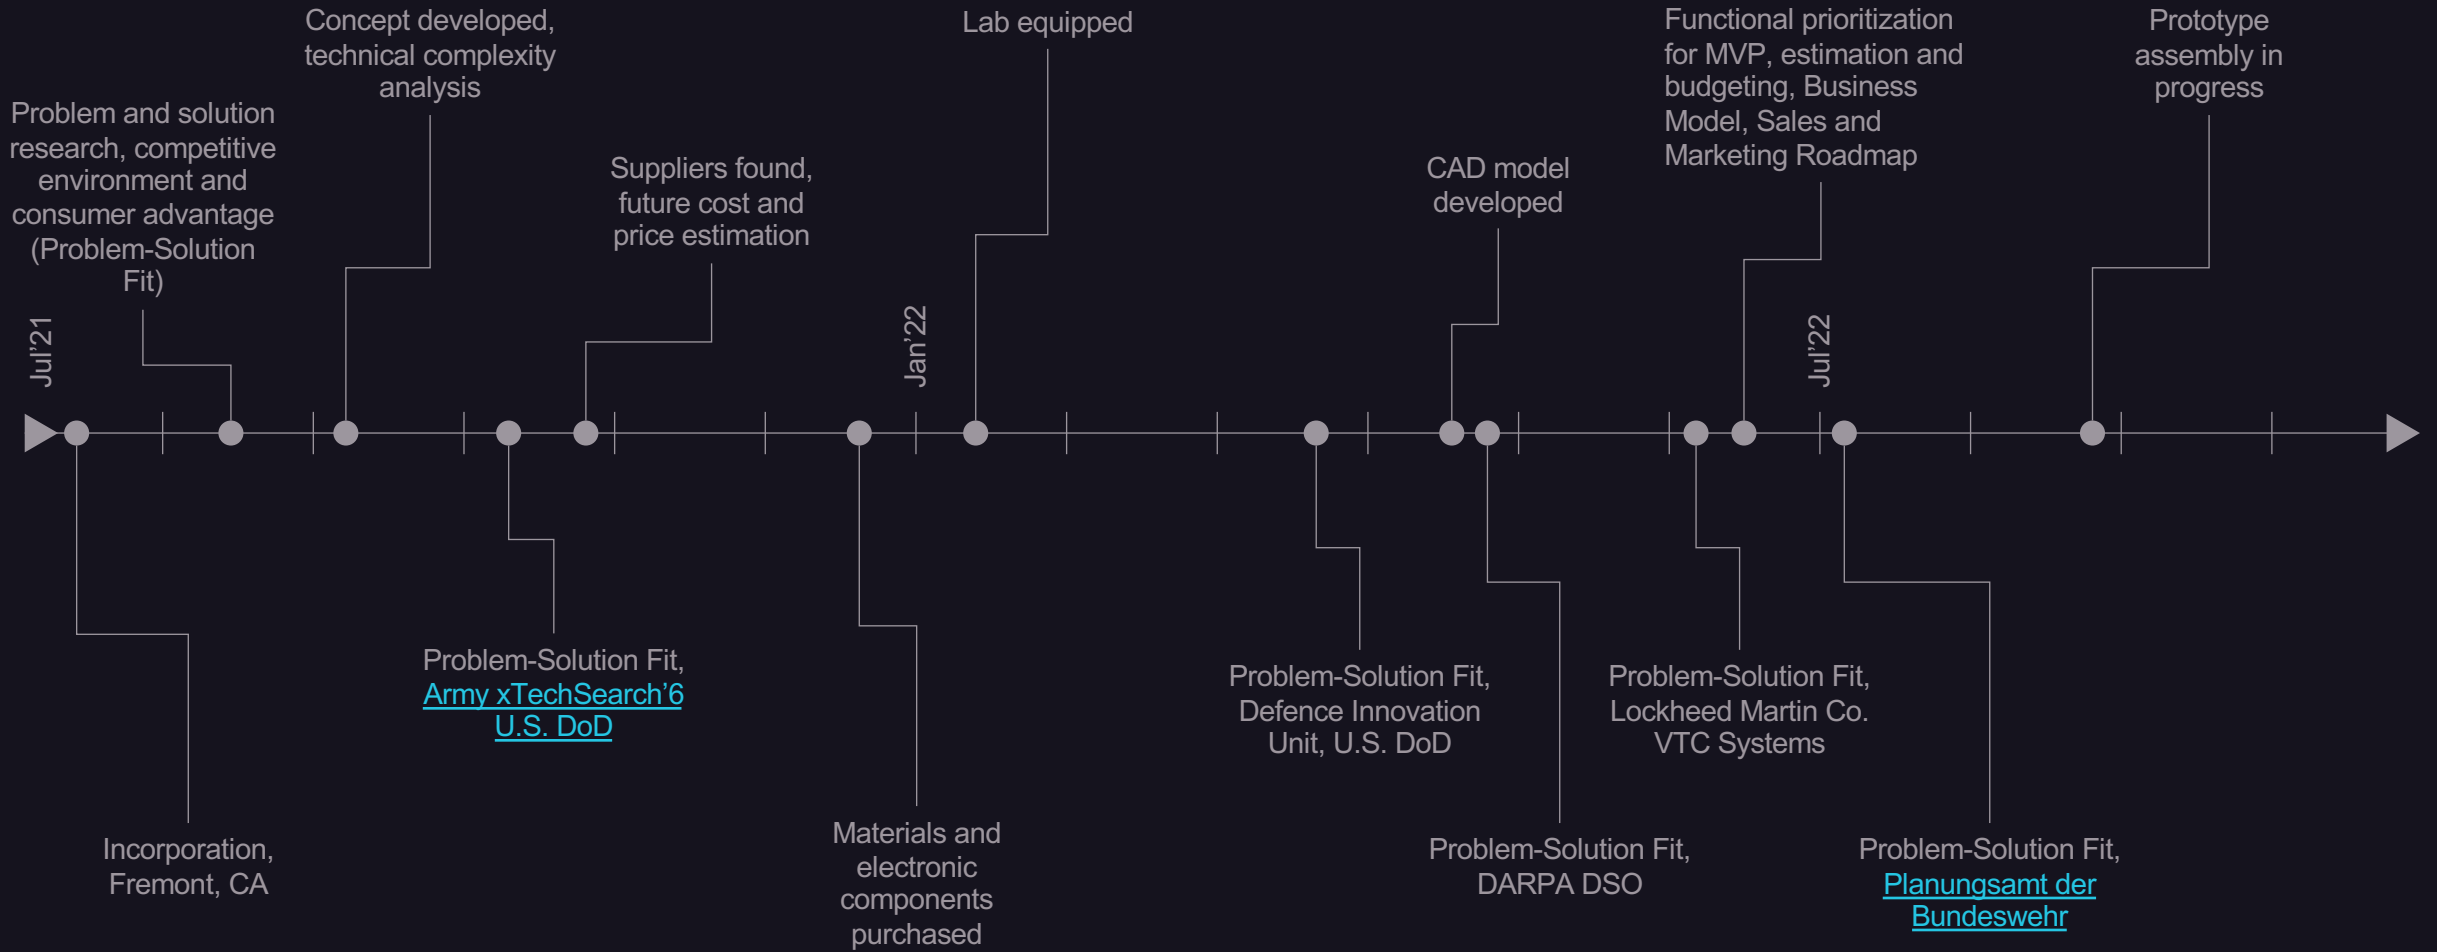 Problem and solution
research, competitive
environment and
consumer advantage
(Problem-Solution
Fit)
Concept developed,
technical complexity
analysis
Suppliers found,
future cost and
price estimation
Lab equipped
CAD model
developed
Functional prioritization
for MVP, estimation and
budgeting, Business
Model, Sales and
Marketing Roadmap
Prototype
assembly in
progress
Jul’21
Jan’22
Jul’22
Incorporation,
Fremont, CA
Problem-Solution Fit,
Army xTechSearch’6
U.S. DoD
Materials and
electronic
components
purchased
Problem-Solution Fit,
Defence Innovation
Unit, U.S. DoD
Problem-Solution Fit,
DARPA DSO
Problem-Solution Fit,
Lockheed Martin Co.
VTC Systems
Problem-Solution Fit,
Planungsamt der
Bundeswehr